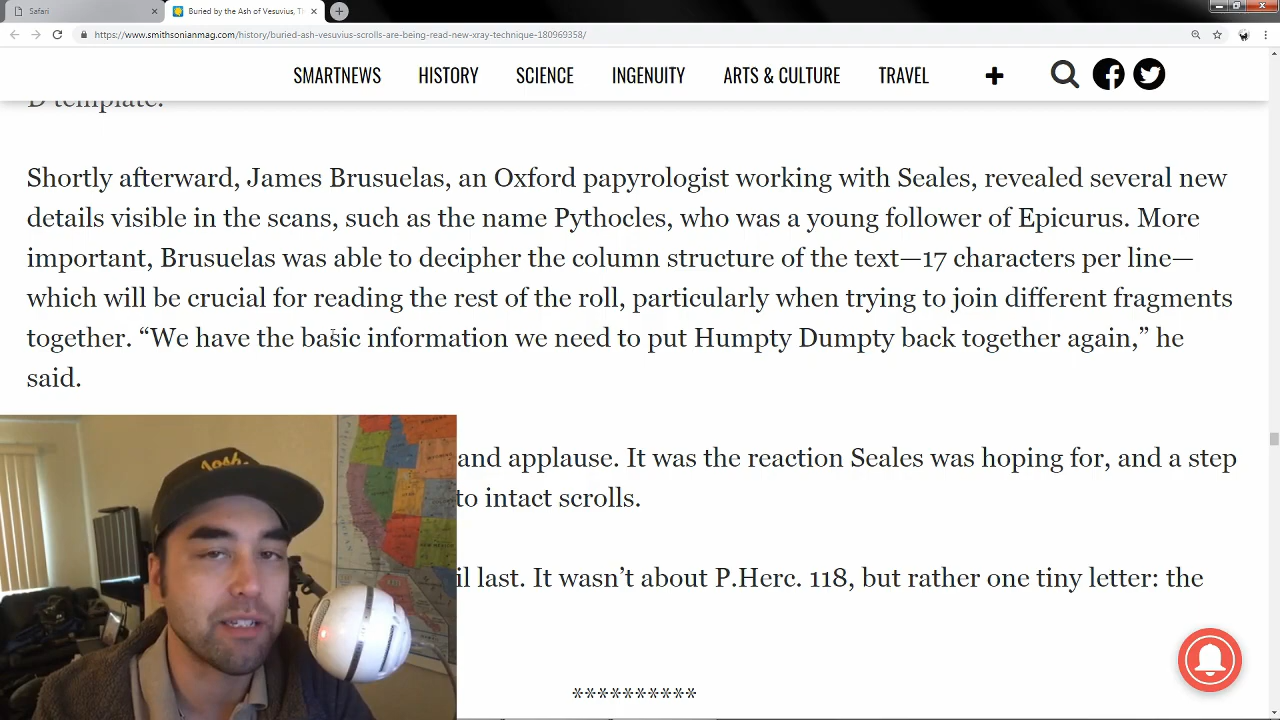 Safari
Buried by the Ash of Vesuvius, Th
https://www.smithsonianmag.com/history/buried-ash-vesuvius-scrolls-are-being-read-new-xray-technique-180969358/
SMARTNEWS HISTORY SCIENCE INGENUITY ARTS & CULTURE TRAVEL
D template.
Shortly afterward, James Brusuelas, an Oxford papyrologist working with Seales, revealed several new
details visible in the scans, such as the name Pythocles, who was a young follower of Epicurus. More
important, Brusuelas was able to decipher the column structure of the text—17 characters per line—
which will be crucial for reading the rest of the roll, particularly when trying to join different fragments
together. “We have the basic information we need to put Humpty Dumpty back together again,” he
said.
and applause. It was the reaction Seales was hoping for, and a step
to intact scrolls.
il last. It wasn’t about P.Herc. 118, but rather one tiny letter: the
**********
Josh.